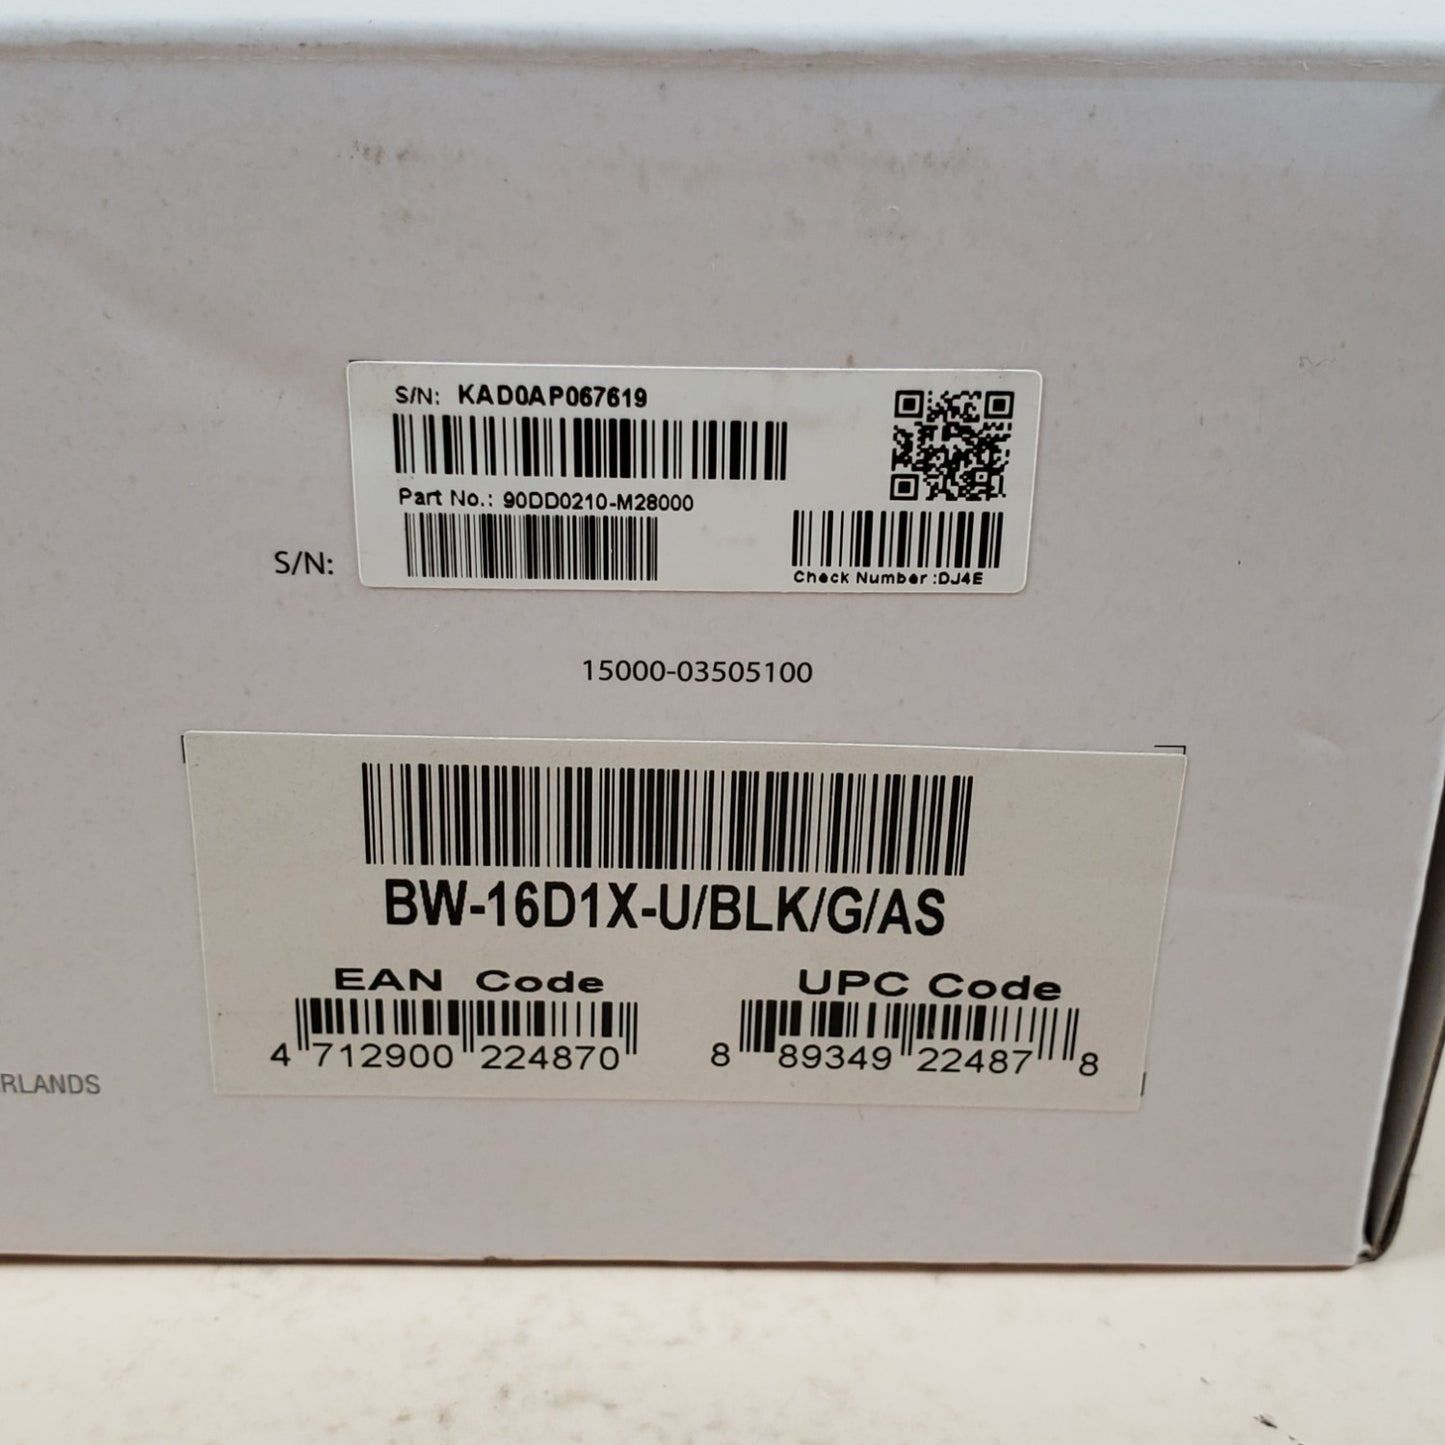 S/N: KAD0AP067619
Part No.: 90DD0210-M28000
Check Number :DJ4E
S/N:
15000-03505100
BW-16D1X-U/BLK/G/AS
EAN Code
UPC Code
4 712900 224870
8 89349 22487 8
RLANDS